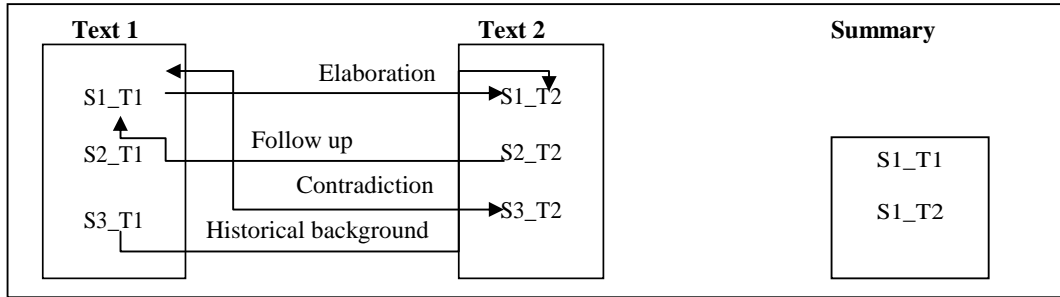 Text 1 Text 2 Summary
Elaboration
S1_T1 S1_T2
Follow up
S2_T1 S2_T2
S1_T1
Contradiction
S3_T1 S3_T2 S1_T2
Historical background